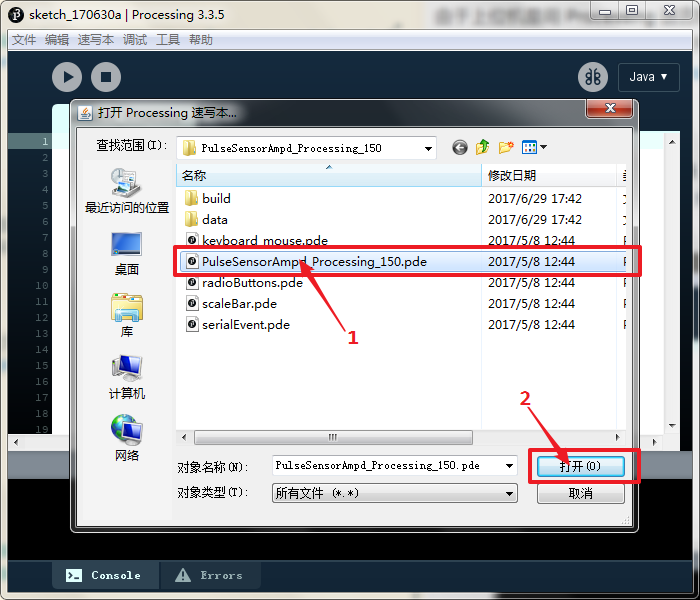 sketch_170630a | Processing 3.3.5
文件 编辑 速写本 调试 工具 帮助
Java ▼
打开 Processing 速写本...
查找范围(I):
PulseSensorAmpd_Processing_150
名称
修改日期
build
2017/6/29 17:42
data
2017/6/29 17:42
keyboard_mouse.pde
2017/5/8 12:44
PulseSensorAmpd_Processing_150.pde
2017/5/8 12:44
radioButtons.pde
2017/5/8 12:44
scaleBar.pde
2017/5/8 12:44
serialEvent.pde
2017/5/8 12:44
最近访问的位置
桌面
库
计算机
网络
1
2
对象名称(N):
PulseSensorAmpd_Processing_150.pde
打开(O)
对象类型(T):
所有文件 (*.*)
取消
1
2
3
4
5
6
7
8
9
10
11
12
13
14
15
16
17
18
19
Console
Errors